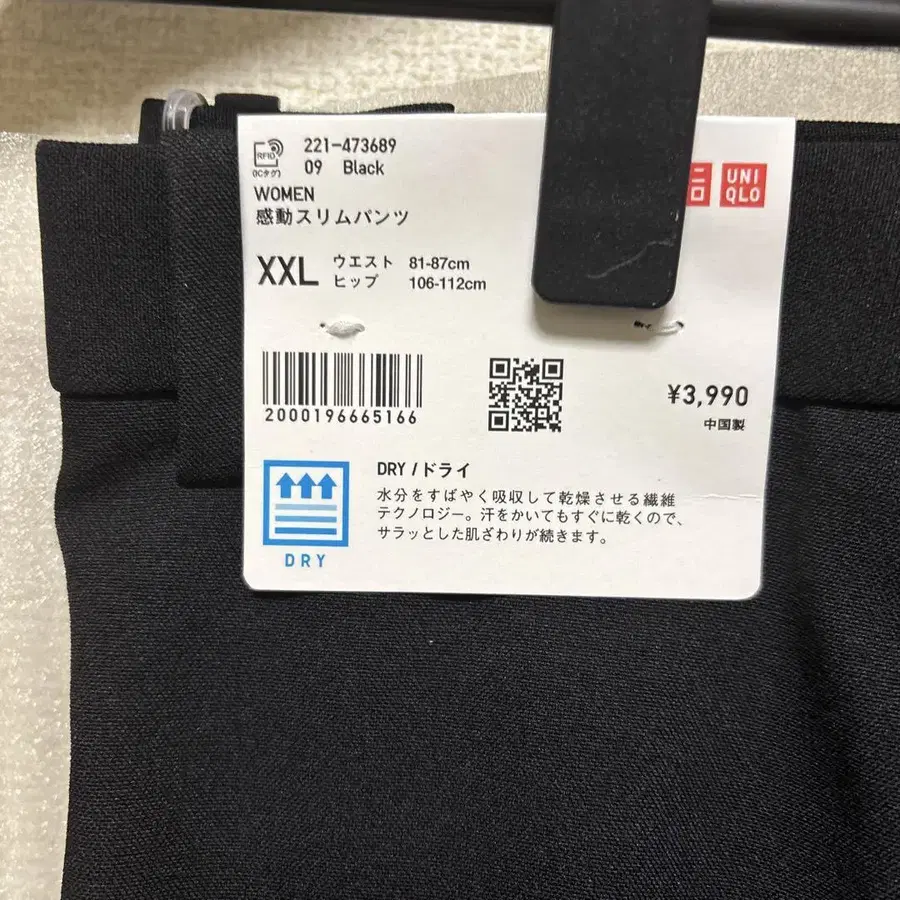 RFID
(ICタグ)
221-473689
09 Black
WOMEN
感動スリムパンツ
XXL
ウエスト 81-87cm
ヒップ 106-112cm
UNI
QLO
2000196665166
¥3,990
中国製
DRY / ドライ
水分をすばやく吸収して乾燥させる繊維
テクノロジー。汗をかいてもすぐに乾くので、
サラッとした肌ざわりが続きます。
DRY